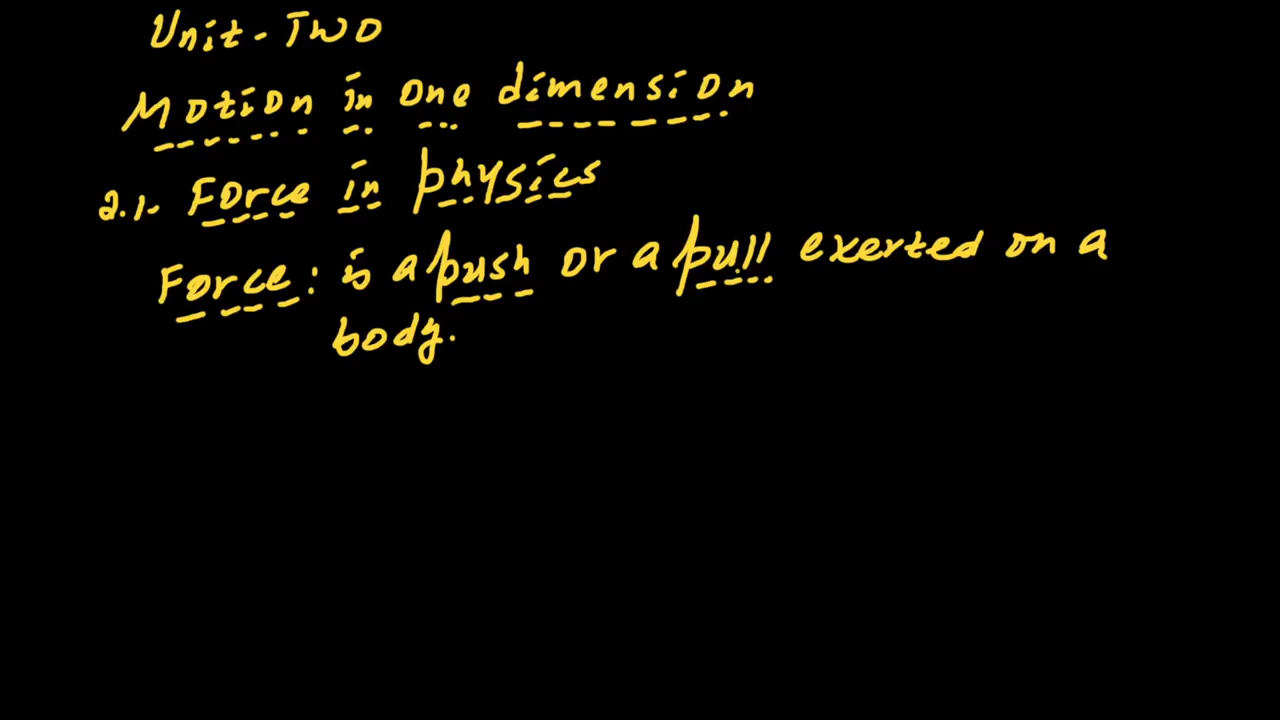 Unit - Two
Motion in one dimension
2.1- Force in physics
Force: is a push or a pull exerted on a
body.